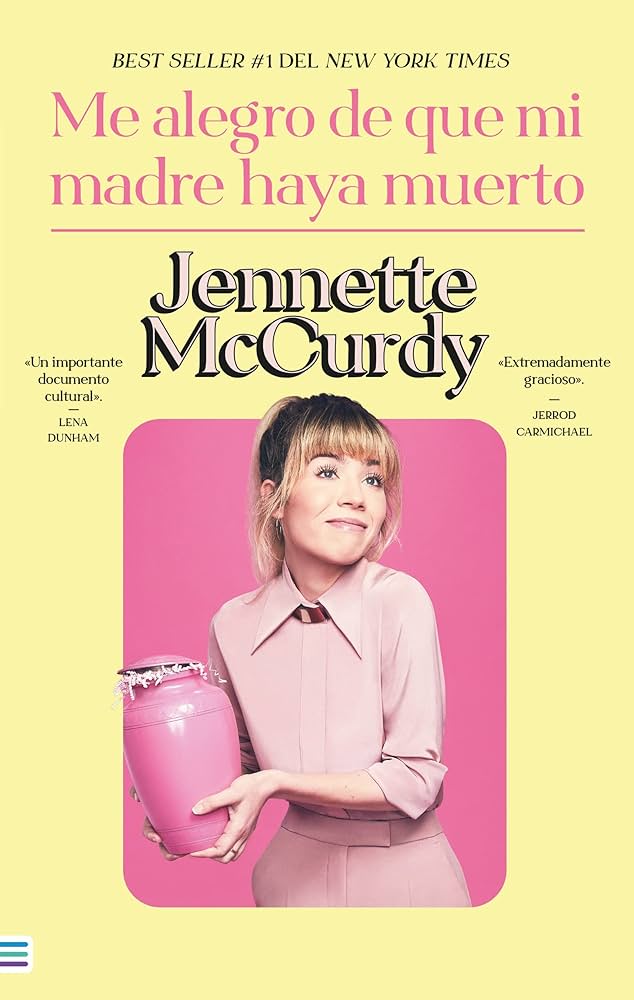 BEST SELLER #1 DEL NEW YORK TIMES
Me alegro de que mi
madre haya muerto
Jennette
McCurdy
«Un importante
documento
cultural».
—
LENA
DUNHAM
«Extremadamente
gracioso».
—
JERROD
CARMICHAEL